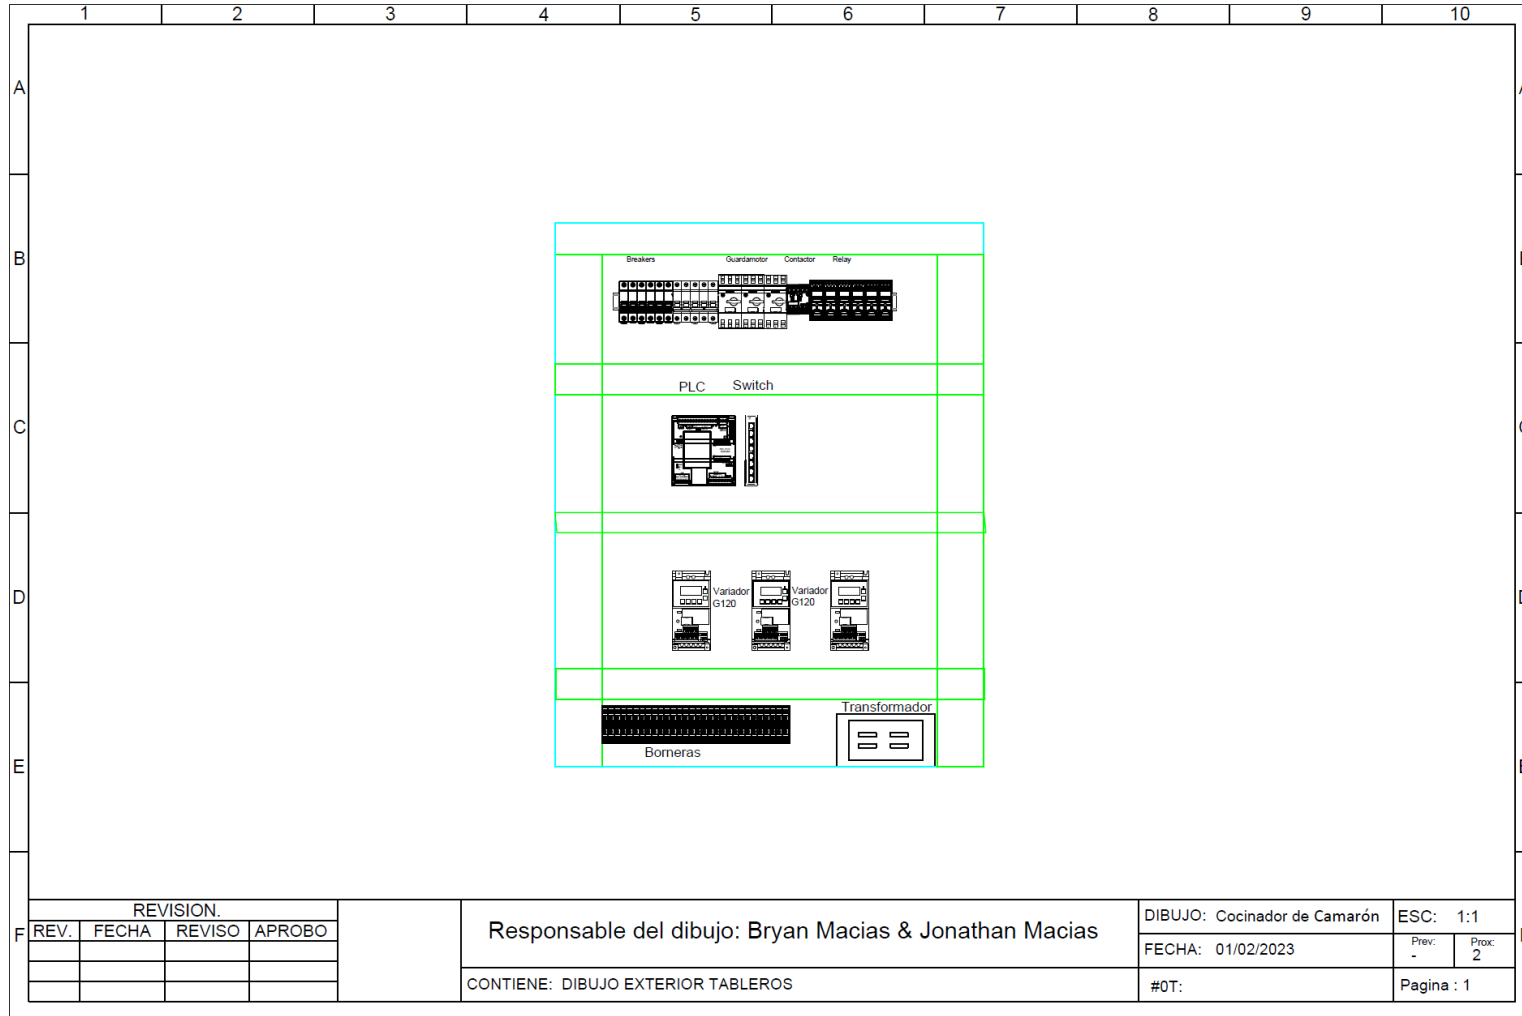 1 2 3 4 5 6 7 8 9 10
A
B
Breakers Guardamotor Contactor Relay
PLC Switch
C
D
Variador
G120
Variador
G120
Transformador
Borneras
E
F
REVISION.
REV. FECHA REVISO APROBO
Responsable del dibujo: Bryan Macias & Jonathan Macias
CONTIENE: DIBUJO EXTERIOR TABLEROS
DIBUJO: Cocinador de Camarón
ESC: 1:1
FECHA: 01/02/2023
Prev:
-
Prox:
2
#0T:
Pagina : 1